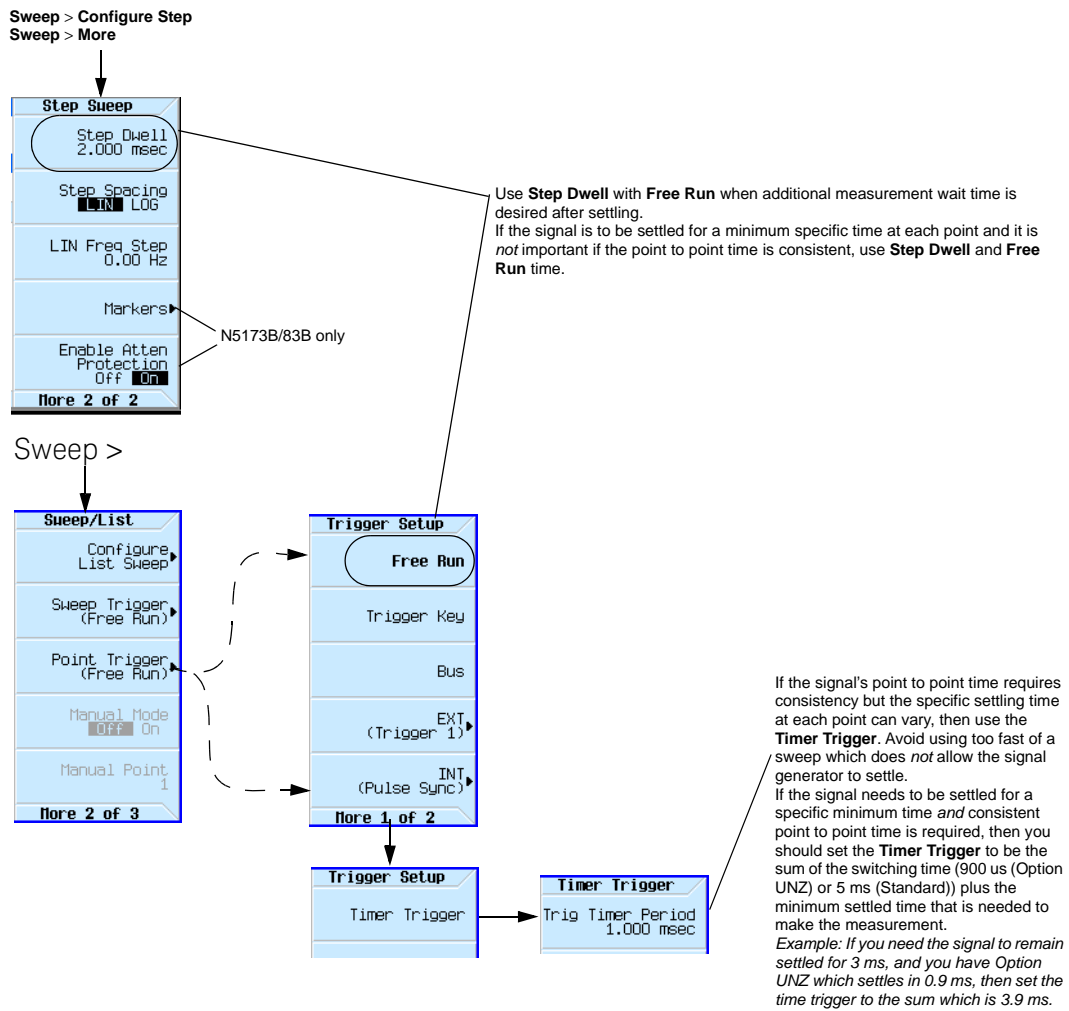 Sweep > Configure Step
Sweep > More
Step Sweep
Step Dwell
2.000 msec
Step Spacing
LIN LOG
LIN Freq Step
0.00 Hz
Markers
Enable Atten
Protection
Off On
More 2 of 2
N5173B/83B only
Use Step Dwell with Free Run when additional measurement wait time is
desired after settling.
If the signal is to be settled for a minimum specific time at each point and it is
not important if the point to point time is consistent, use Step Dwell and Free
Run time.
Sweep >
Sweep/List
Configure
List Sweep
Sweep Trigger
(Free Run)
Point Trigger
(Free Run)
Manual Mode
Off On
Manual Point
1
More 2 of 3
Trigger Setup
Free Run
Trigger Key
Bus
EXT
(Trigger 1)
INT
(Pulse Sync)
More 1 of 2
Trigger Setup
Timer Trigger
Timer Trigger
Trig Timer Period
1.000 msec
If the signal's point to point time requires
consistency but the specific settling time
at each point can vary, then use the
Timer Trigger. Avoid using too fast of a
sweep which does not allow the signal
generator to settle.
If the signal needs to be settled for a
specific minimum time and consistent
point to point time is required, then you
should set the Timer Trigger to be the
sum of the switching time (900 us (Option
UNZ) or 5 ms (Standard)) plus the
minimum settled time that is needed to
make the measurement.
Example: If you need the signal to remain
settled for 3 ms, and you have Option
UNZ which settles in 0.9 ms, then set the
time trigger to the sum which is 3.9 ms.